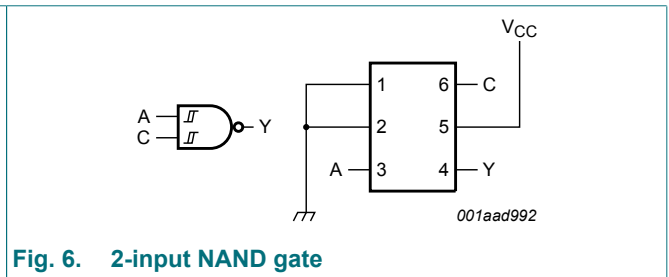 VCC
1 6 C
A
C Y
2 5
A 3 4 Y
001aad992
Fig. 6. 2-input NAND gate